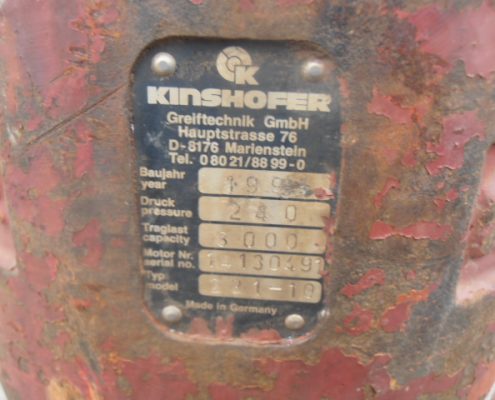 K
KINSHOFER
Greiftechnik GmbH
Hauptstrasse 76
D-8176 Marienstein
Tel. 0 80 21/88 99-0
Baujahr
year
Druck
pressure 240
Traglast
capacity
Motor Nr.
serial no.
Typ
model
Made in Germany